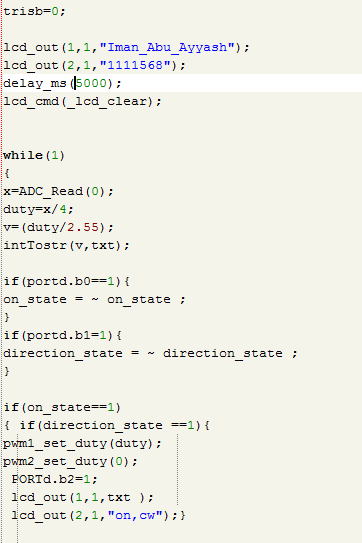 trisb=0;
lcd_out(1,1,"Iman_Abu_Ayyash");
lcd_out(2,1,"1111568");
delay_ms(5000);
lcd_cmd(_lcd_clear);
while(1)
{
x=ADC_Read(0);
duty=x/4;
v=(duty/2.55);
intTostr(v,txt);
if(portd.b0==1){
on_state = ~ on_state ;
}
if(portd.b1=1){
direction_state = ~ direction_state ;
}
if(on_state==1)
{ if(direction_state ==1){
pwm1_set_duty(duty);
pwm2_set_duty(0);
PORTd.b2=1;
lcd_out(1,1,txt );
lcd_out(2,1,"on,cw");}